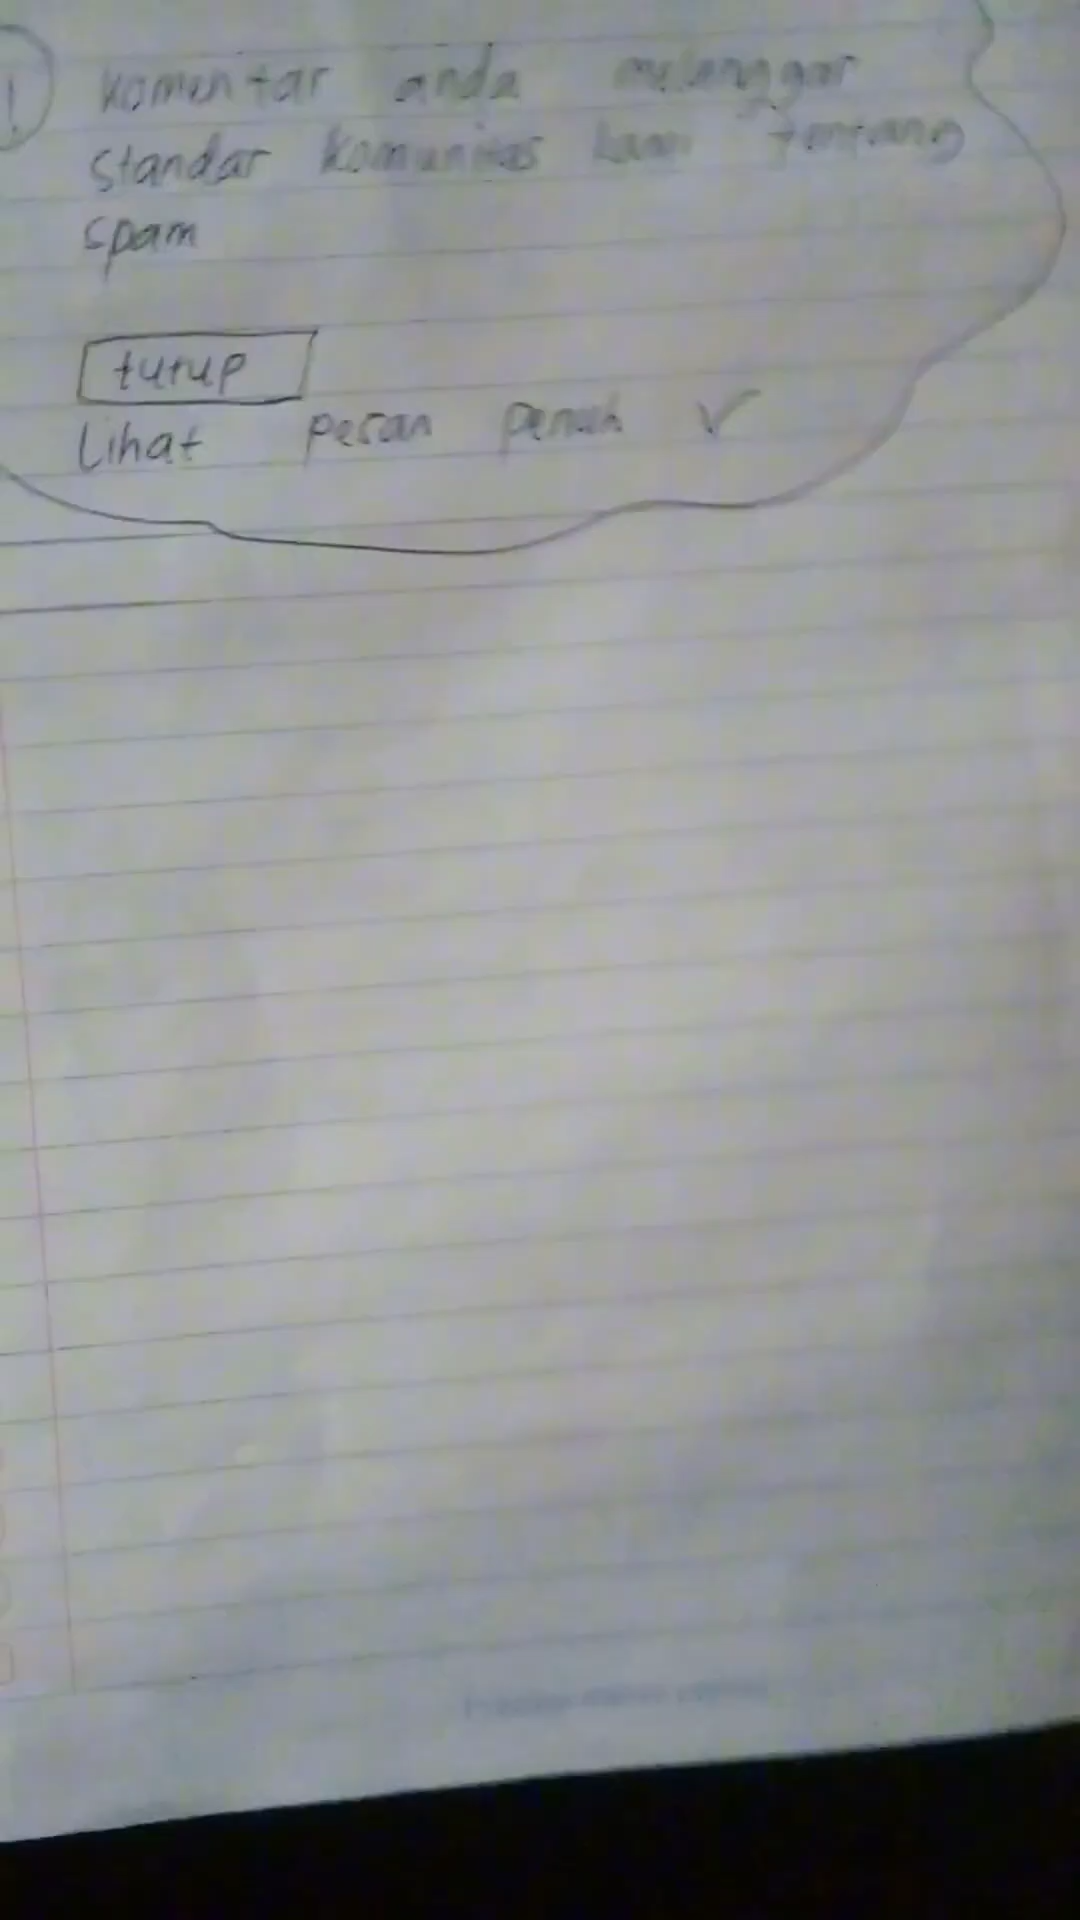 !
komentar anda melanggar
standar komunitas kami tentang
spam
tutup
Lihat pesan penuh